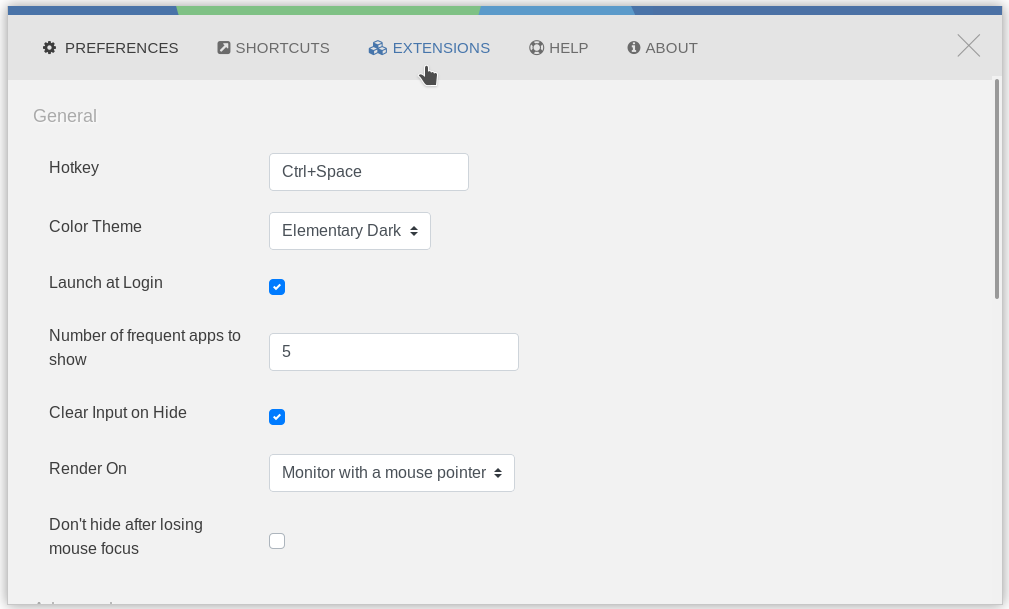 PREFERENCES SHORTCUTS EXTENSIONS HELP ABOUT
General
Hotkey
Ctrl+Space
Color Theme
Elementary Dark
Launch at Login
Number of frequent apps to
show
5
Clear Input on Hide
Render On
Monitor with a mouse pointer
Don't hide after losing
mouse focus